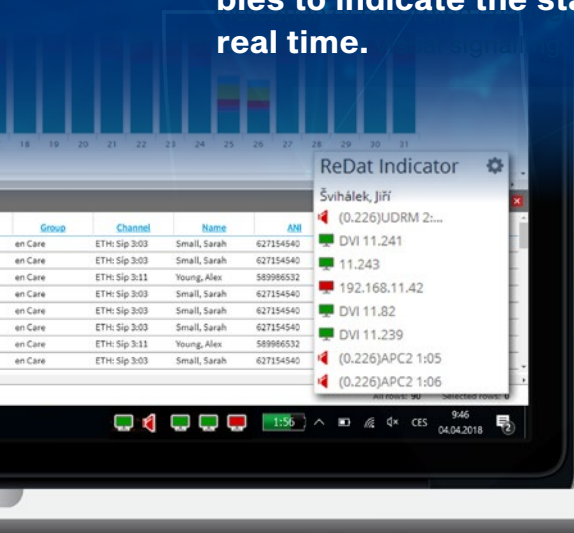 bles to indicate the sta
real time.
18 19 20 21 22 23 24 25 26 27 28 29 30 31
ReDat Indicator
Švihálek, Jiří
(0.226)UDRM 2:...
DVI 11.241
11.243
192.168.11.42
DVI 11.82
DVI 11.239
(0.226)APC2 1:05
(0.226)APC2 1:06
Group Channel Name ANI
en Care ETH: Sip 3:03 Small, Sarah 627154540
en Care ETH: Sip 3:03 Small, Sarah 627154540
en Care ETH: Sip 3:11 Young, Alex 589986532
en Care ETH: Sip 3:03 Small, Sarah 627154540
en Care ETH: Sip 3:03 Small, Sarah 627154540
en Care ETH: Sip 3:03 Small, Sarah 627154540
en Care ETH: Sip 3:11 Young, Alex 589986532
en Care ETH: Sip 3:03 Small, Sarah 627154540
All rows: 90 Selected rows: 0
1:56 CES 9:46
04.04.2018
2